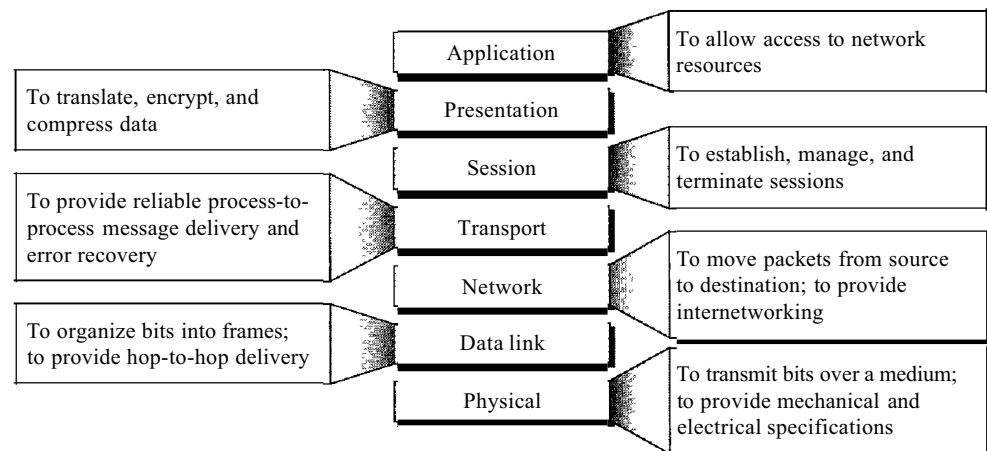 Application
To allow access to network
resources
To translate, encrypt, and
compress data
Presentation
Session
To establish, manage, and
terminate sessions
To provide reliable process-to-
process message delivery and
error recovery
Transport
Network
To move packets from source
to destination; to provide
internetworking
To organize bits into frames;
to provide hop-to-hop delivery
Data link
Physical
To transmit bits over a medium;
to provide mechanical and
electrical specifications